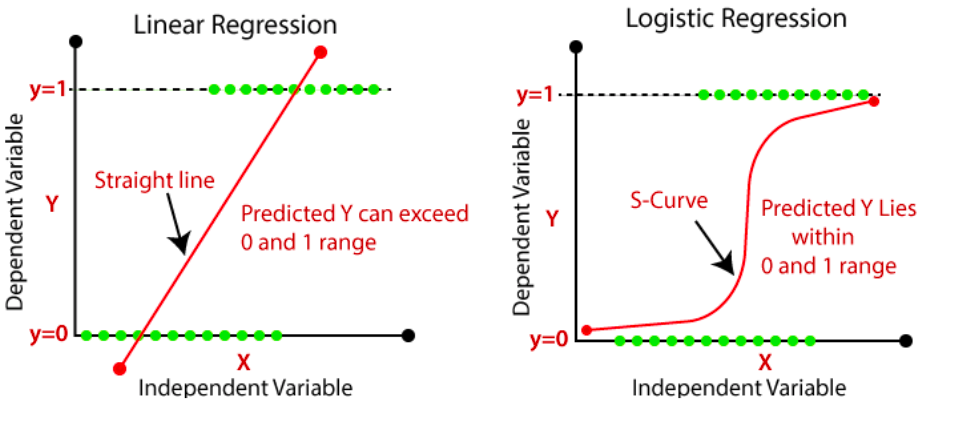 Linear Regression
y=1
Dependent Variable
Y
Straight line
Predicted Y can exceed
0 and 1 range
y=0
X
Independent Variable
Logistic Regression
y=1
Dependent Variable
Y
S-Curve
Predicted Y Lies
within
0 and 1 range
y=0
X
Independent Variable